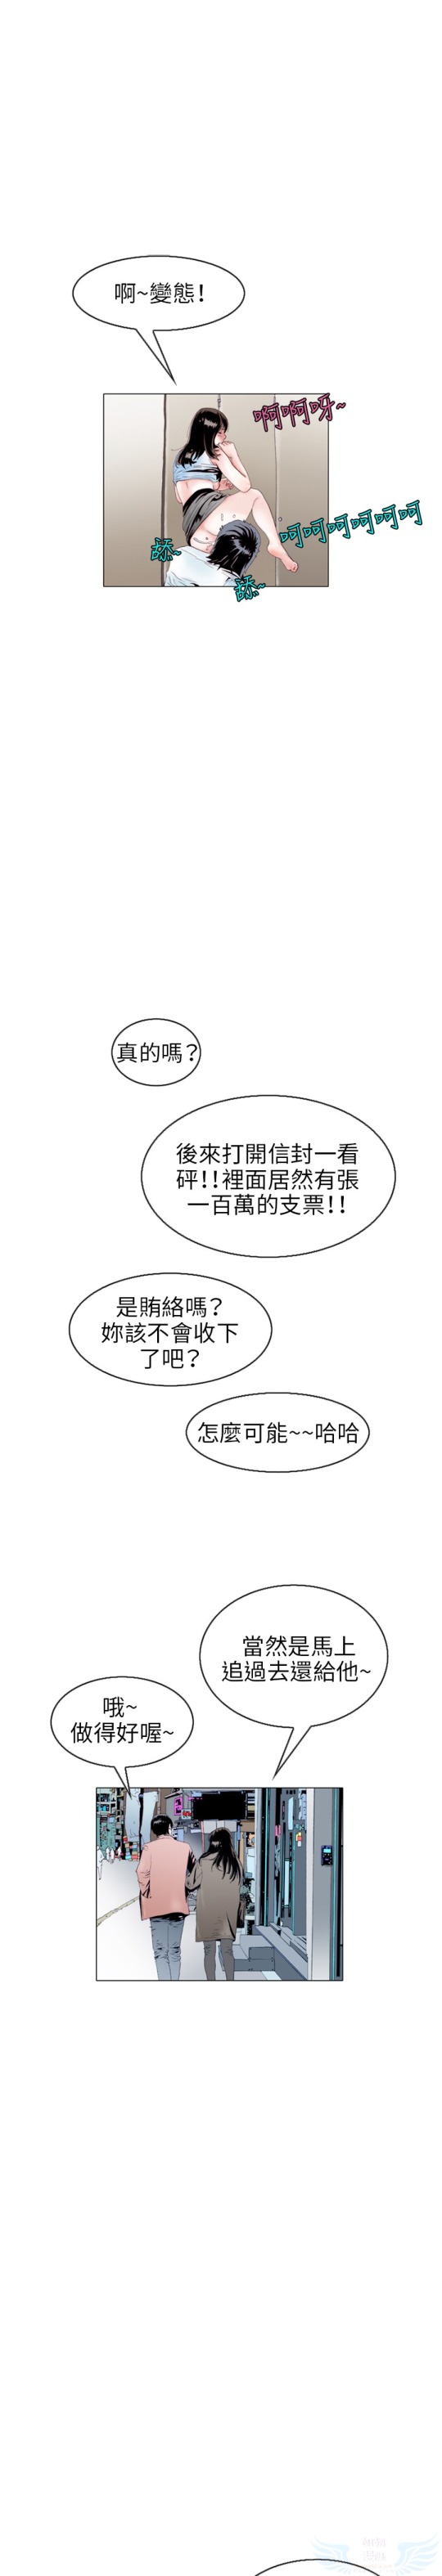 啊~變態!
啊啊呀~
呵呵呵呵呵呵
舔~
舔~
真的嗎?
後來打開信封一看
砰!!裡面居然有張
一百萬的支票!!
是賄絡嗎?
妳該不會收下
了吧?
怎麼可能~~哈哈
當然是馬上
追過去還給他~
哦~
做得好喔~